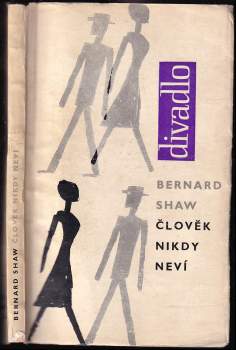 divadlo
BERNARD
SHAW
ČLOVĚK
NIKDY
NEVÍ
BERNARD SHAW ČLOVĚK NIKDY NEVÍ